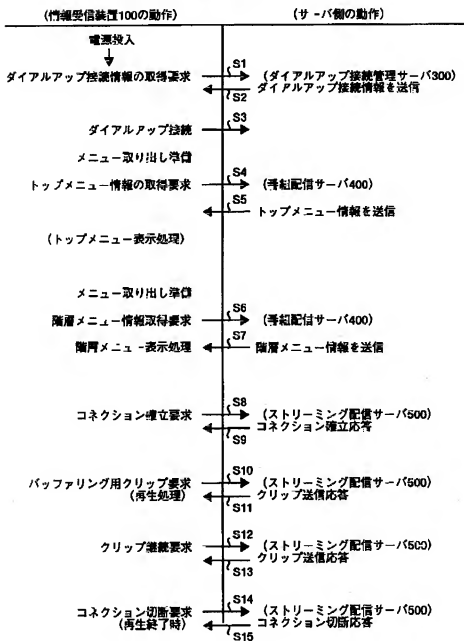 (情報受信装置100の動作) (サーバ側の動作)
電源投入
S1
ダイアルアップ接続情報の取得要求 (ダイアルアップ接続管理サーバ300)
S2 ダイアルアップ接続情報を送信
S3
ダイアルアップ接続
メニュー取り出し準備
S4
トップメニュー情報の取得要求 (番組配信サーバ400)
S5
トップメニュー情報を送信
(トップメニュー表示処理)
メニュー取り出し準備
S6
階層メニュー情報取得要求 (番組配信サーバ400)
S7
階層メニュー表示処理 階層メニュー情報を送信
S8
コネクション確立要求 (ストリーミング配信サーバ500)
コネクション確立応答
S9
S10
バッファリング用クリップ要求 (ストリーミング配信サーバ500)
(再生処理) クリップ送信応答
S11
S12
クリップ継続要求 (ストリーミング配信サーバ500)
クリップ送信応答
S13
S14
コネクション切断要求 (ストリーミング配信サーバ500)
(再生終了時) コネクション切断応答
S15